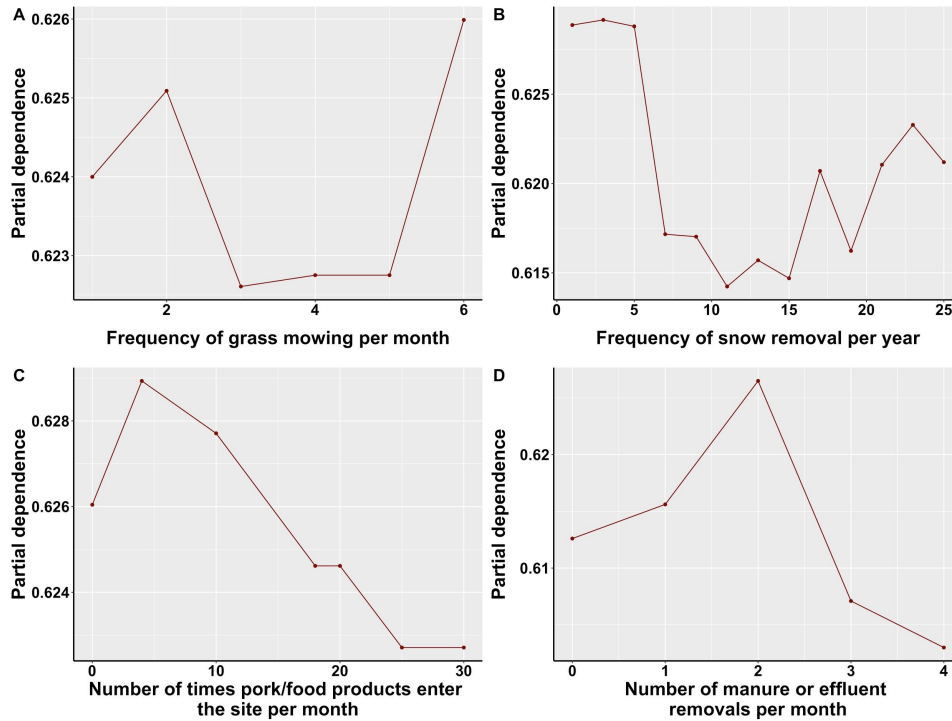 A
Partial dependence
0.626
0.625
0.624
0.623
2
4
6
Frequency of grass mowing per month
B
Partial dependence
0.625
0.620
0.615
0
5
10
15
20
25
Frequency of snow removal per year
C
Partial dependence
0.628
0.626
0.624
0
10
20
30
Number of times pork/food products enter
the site per month
D
Partial dependence
0.62
0.61
0
1
2
3
4
Number of manure or effluent
removals per month